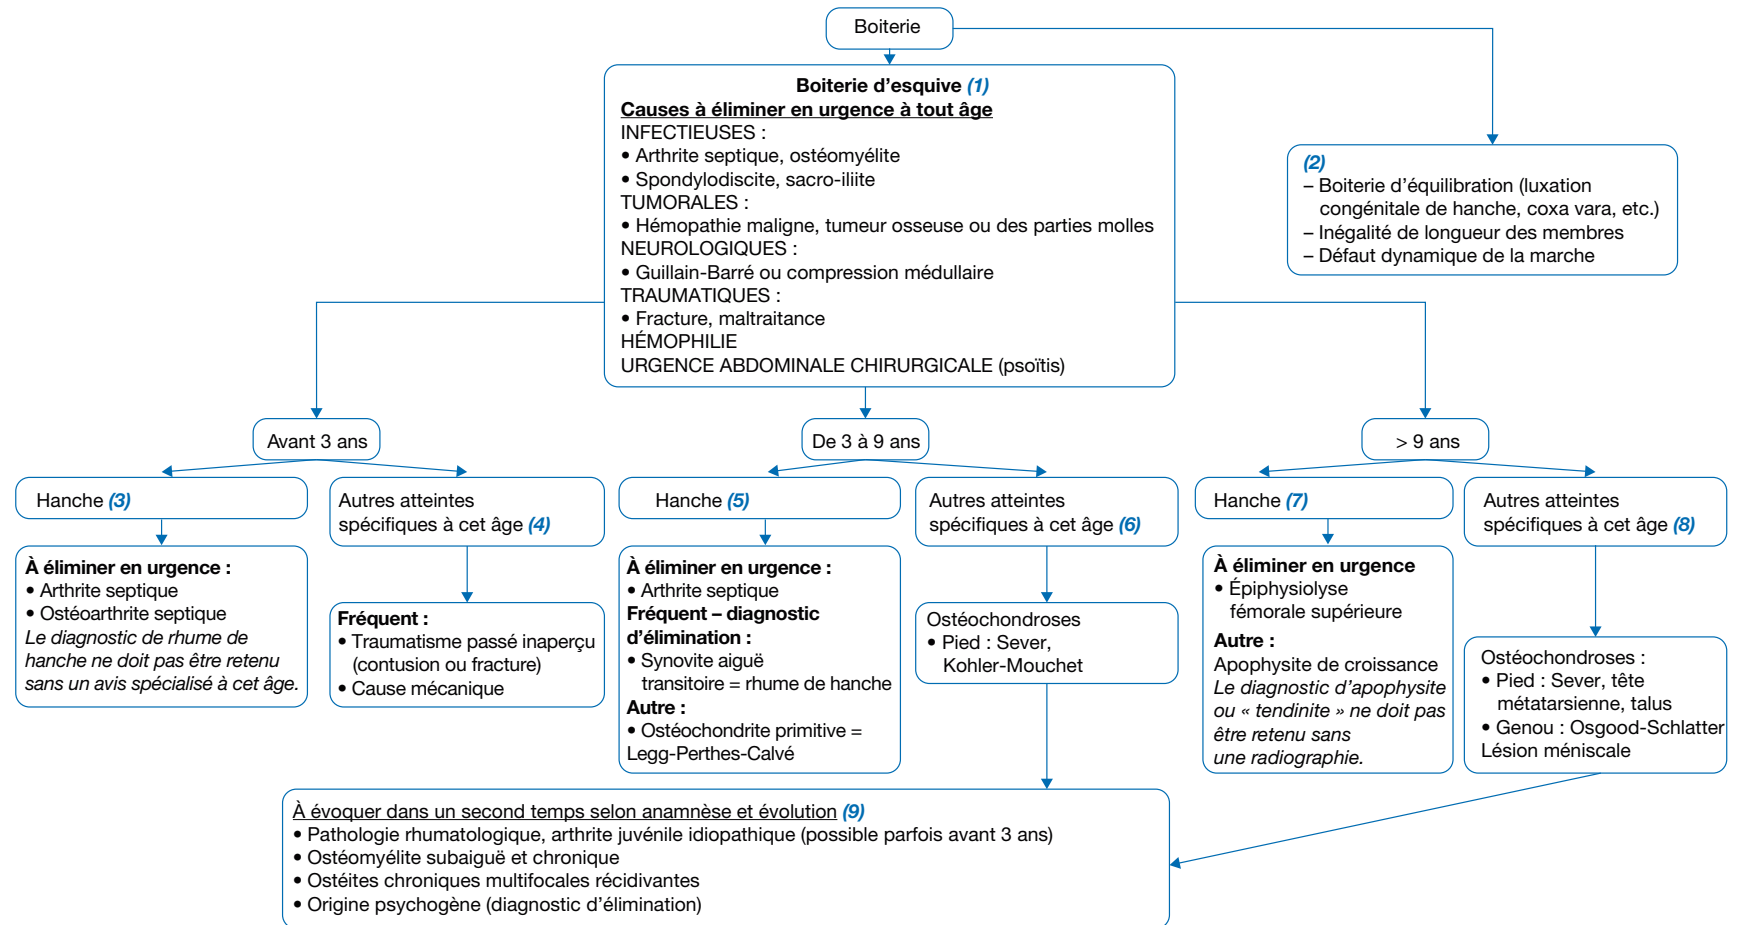 Boiterie
Boiterie d’esquive (1)
Causes à éliminer en urgence à tout âge
INFECTIEUSES :
• Arthrite septique, ostéomyélite
• Spondylodiscite, sacro-iliite
TUMORALES :
• Hémopathie maligne, tumeur osseuse ou des parties molles
NEUROLOGIQUES :
• Guillain-Barré ou compression médullaire
TRAUMATIQUES :
• Fracture, maltraitance
HÉMOPHILIE
URGENCE ABDOMINALE CHIRURGICALE (psoïtis)
(2)
– Boiterie d’équilibration (luxation
congénitale de hanche, coxa vara, etc.)
– Inégalité de longueur des membres
– Défaut dynamique de la marche
Avant 3 ans
Hanche (3)
À éliminer en urgence :
• Arthrite septique
• Ostéoarthrite septique
Le diagnostic de rhume de
hanche ne doit pas être retenu
sans un avis spécialisé à cet âge.
Autres atteintes
spécifiques à cet âge (4)
Fréquent :
• Traumatisme passé inaperçu
(contusion ou fracture)
• Cause mécanique
De 3 à 9 ans
Hanche (5)
À éliminer en urgence :
• Arthrite septique
Fréquent – diagnostic
d’élimination :
• Synovite aiguë
transitoire = rhume de hanche
Autre :
• Ostéochondrite primitive =
Legg-Perthes-Calvé
Autres atteintes
spécifiques à cet âge (6)
Ostéochondroses
• Pied : Sever,
Kohler-Mouchet
> 9 ans
Hanche (7)
À éliminer en urgence
• Épiphysiolyse
fémorale supérieure
Autre :
Apophysite de croissance
Le diagnostic d’apophysite
ou « tendinite » ne doit pas
être retenu sans
une radiographie.
Autres atteintes
spécifiques à cet âge (8)
Ostéochondroses :
• Pied : Sever, tête
métatarsienne, talus
• Genou : Osgood-Schlatter
Lésion méniscale
À évoquer dans un second temps selon anamnèse et évolution (9)
• Pathologie rhumatologique, arthrite juvénile idiopathique (possible parfois avant 3 ans)
• Ostéomyélite subaiguë et chronique
• Ostéites chroniques multifocales récidivantes
• Origine psychogène (diagnostic d’élimination)